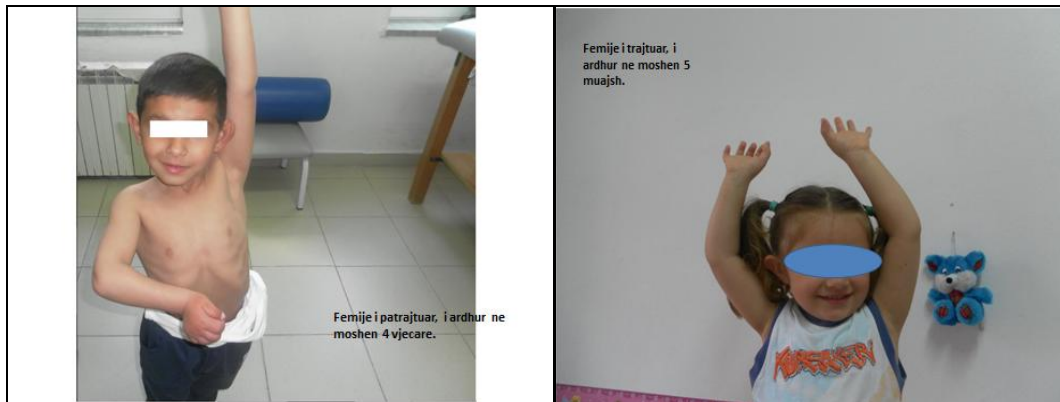 Femije i patrajtuar, i ardhur ne
moshen 4 vjecare.
Femije i trajtuar, i
ardhur ne moshen 5
muajsh.